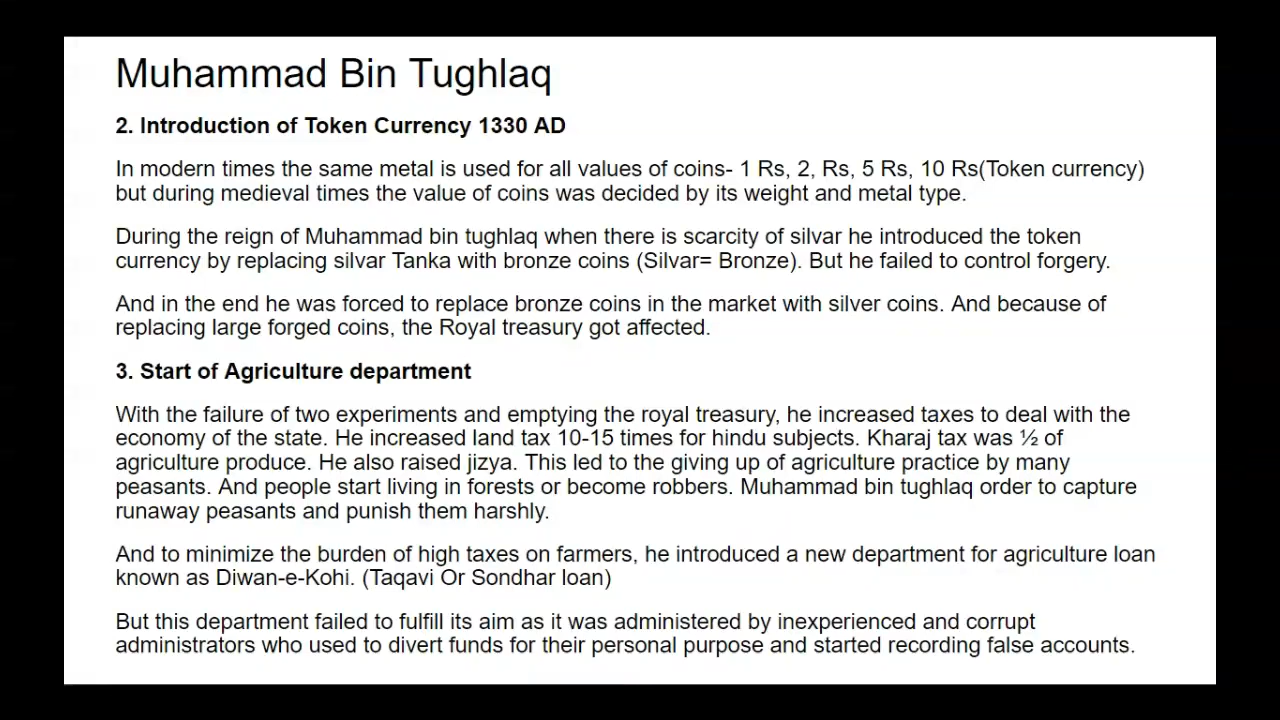 Muhammad Bin Tughlaq
2. Introduction of Token Currency 1330 AD
In modern times the same metal is used for all values of coins- 1 Rs, 2, Rs, 5 Rs, 10 Rs(Token currency)
but during medieval times the value of coins was decided by its weight and metal type.
During the reign of Muhammad bin tughlaq when there is scarcity of silvar he introduced the token
currency by replacing silvar Tanka with bronze coins (Silvar= Bronze). But he failed to control forgery.
And in the end he was forced to replace bronze coins in the market with silver coins. And because of
replacing large forged coins, the Royal treasury got affected.
3. Start of Agriculture department
With the failure of two experiments and emptying the royal treasury, he increased taxes to deal with the
economy of the state. He increased land tax 10-15 times for hindu subjects. Kharaj tax was ½ of
agriculture produce. He also raised jizya. This led to the giving up of agriculture practice by many
peasants. And people start living in forests or become robbers. Muhammad bin tughlaq order to capture
runaway peasants and punish them harshly.
And to minimize the burden of high taxes on farmers, he introduced a new department for agriculture loan
known as Diwan-e-Kohi. (Taqavi Or Sondhar loan)
But this department failed to fulfill its aim as it was administered by inexperienced and corrupt
administrators who used to divert funds for their personal purpose and started recording false accounts.